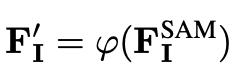 F′_I = φ(F_I^SAM)